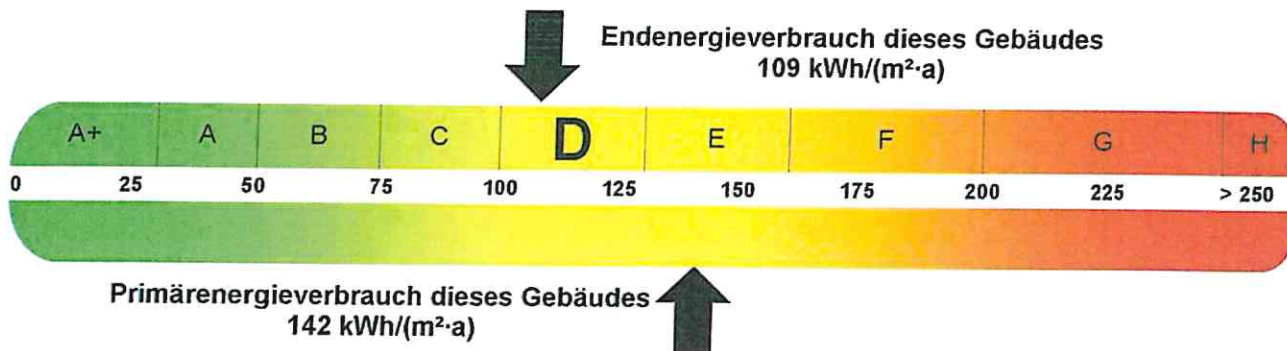 Endenergieverbrauch dieses Gebäudes
109 kWh/(m²·a)
A+ A B C D E F G H
0 25 50 75 100 125 150 175 200 225 > 250
Primärenergieverbrauch dieses Gebäudes
142 kWh/(m²·a)